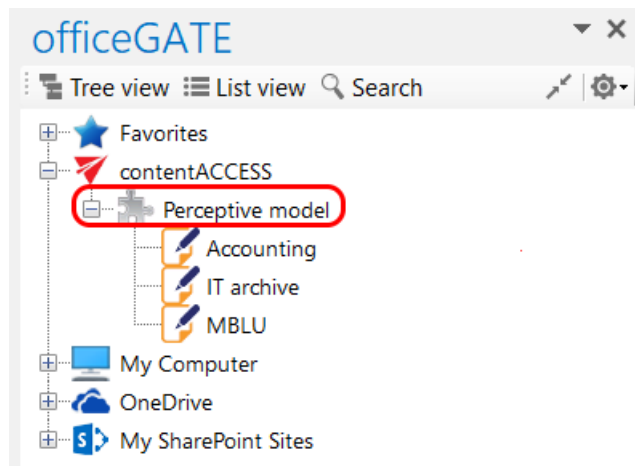 officeGATE
Tree view List view Search
Favorites
contentACCESS
Perceptive model
Accounting
IT archive
MBLU
My Computer
OneDrive
My SharePoint Sites